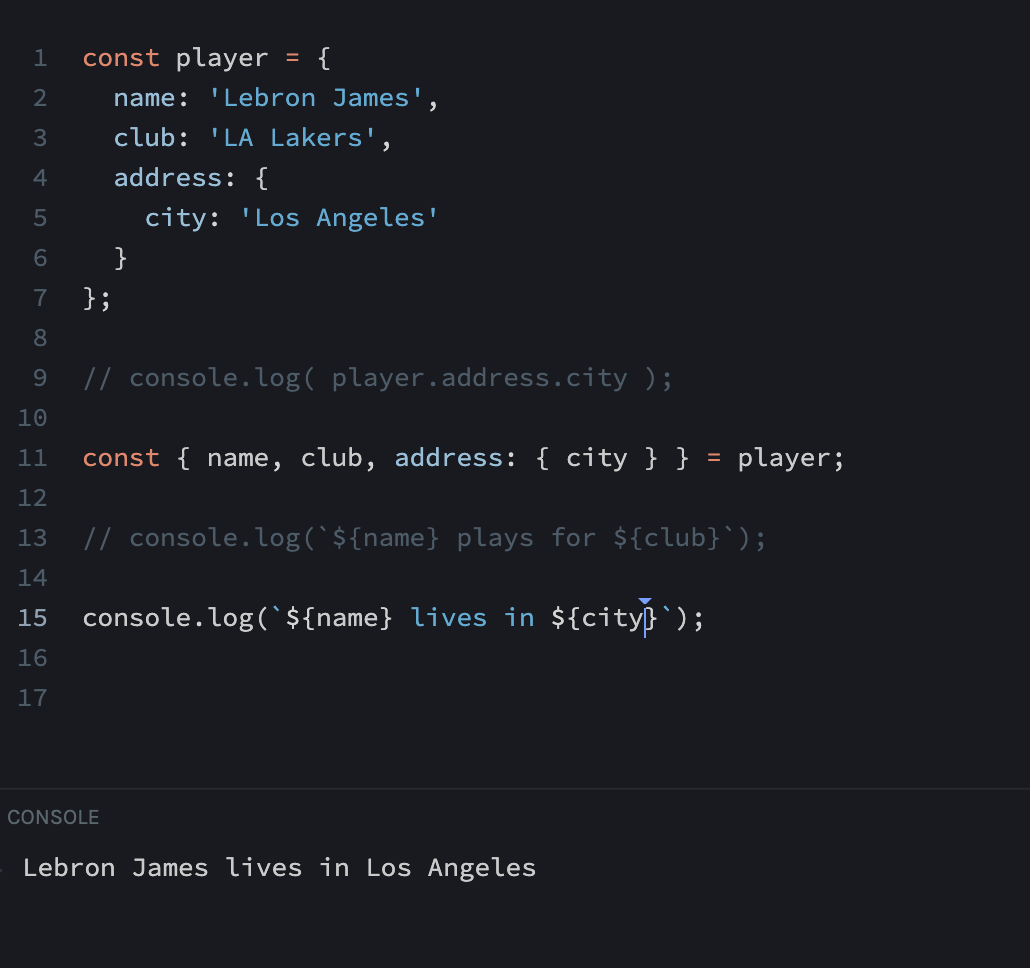 1 const player = {
2   name: 'Lebron James',
3   club: 'LA Lakers',
4   address: {
5     city: 'Los Angeles'
6   }
7 };
8
9 // console.log( player.address.city );
10
11 const { name, club, address: { city } } = player;
12
13 // console.log(`${name} plays for ${club}`);
14
15 console.log(`${name} lives in ${city}`);
16
17
CONSOLE
Lebron James lives in Los Angeles